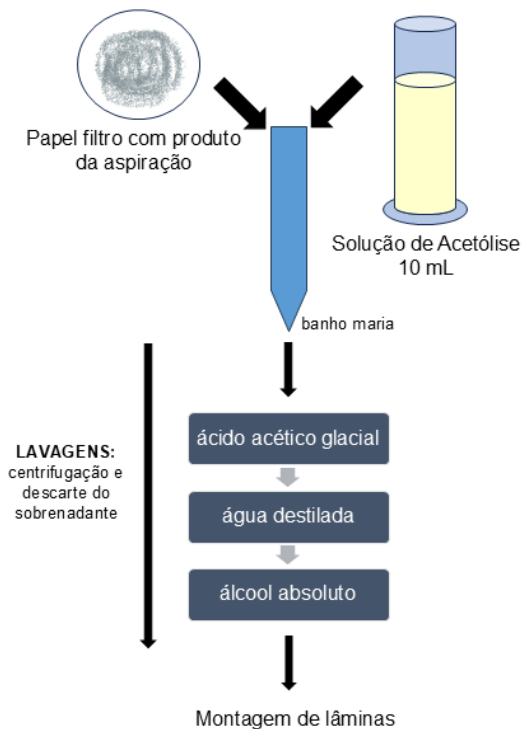 Papel filtro com produto
da aspiração
Solução de Acetólise
10 mL
banho maria
LAVAGENS:
centrifugação e
descarte do
sobrenadante
ácido acético glacial
água destilada
álcool absoluto
Montagem de lâminas